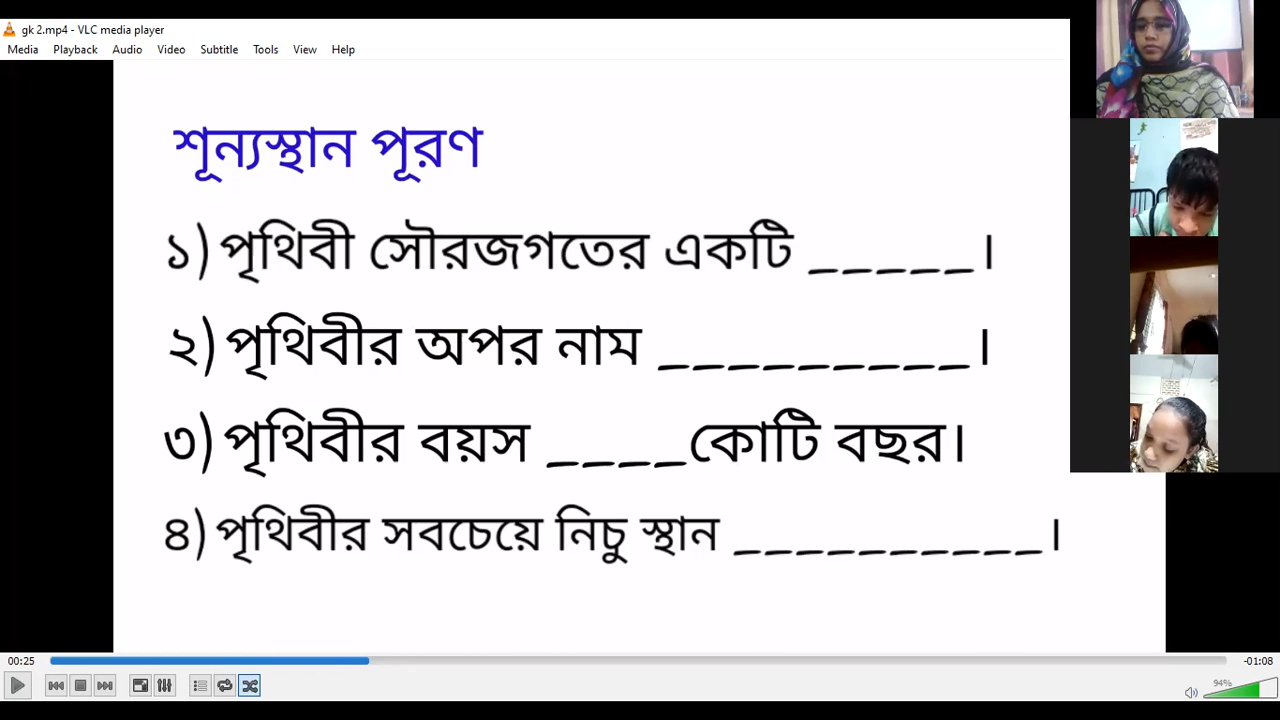 gk 2.mp4 - VLC media player
Media Playback Audio Video Subtitle Tools View Help
শূন্যস্থান পূরণ
১) পৃথিবী সৌরজগতের একটি _____।
২) পৃথিবীর অপর নাম _________।
৩) পৃথিবীর বয়স ____কোটি বছর।
৪) পৃথিবীর সবচেয়ে নিচু স্থান __________।
00:25
-01:08
94%